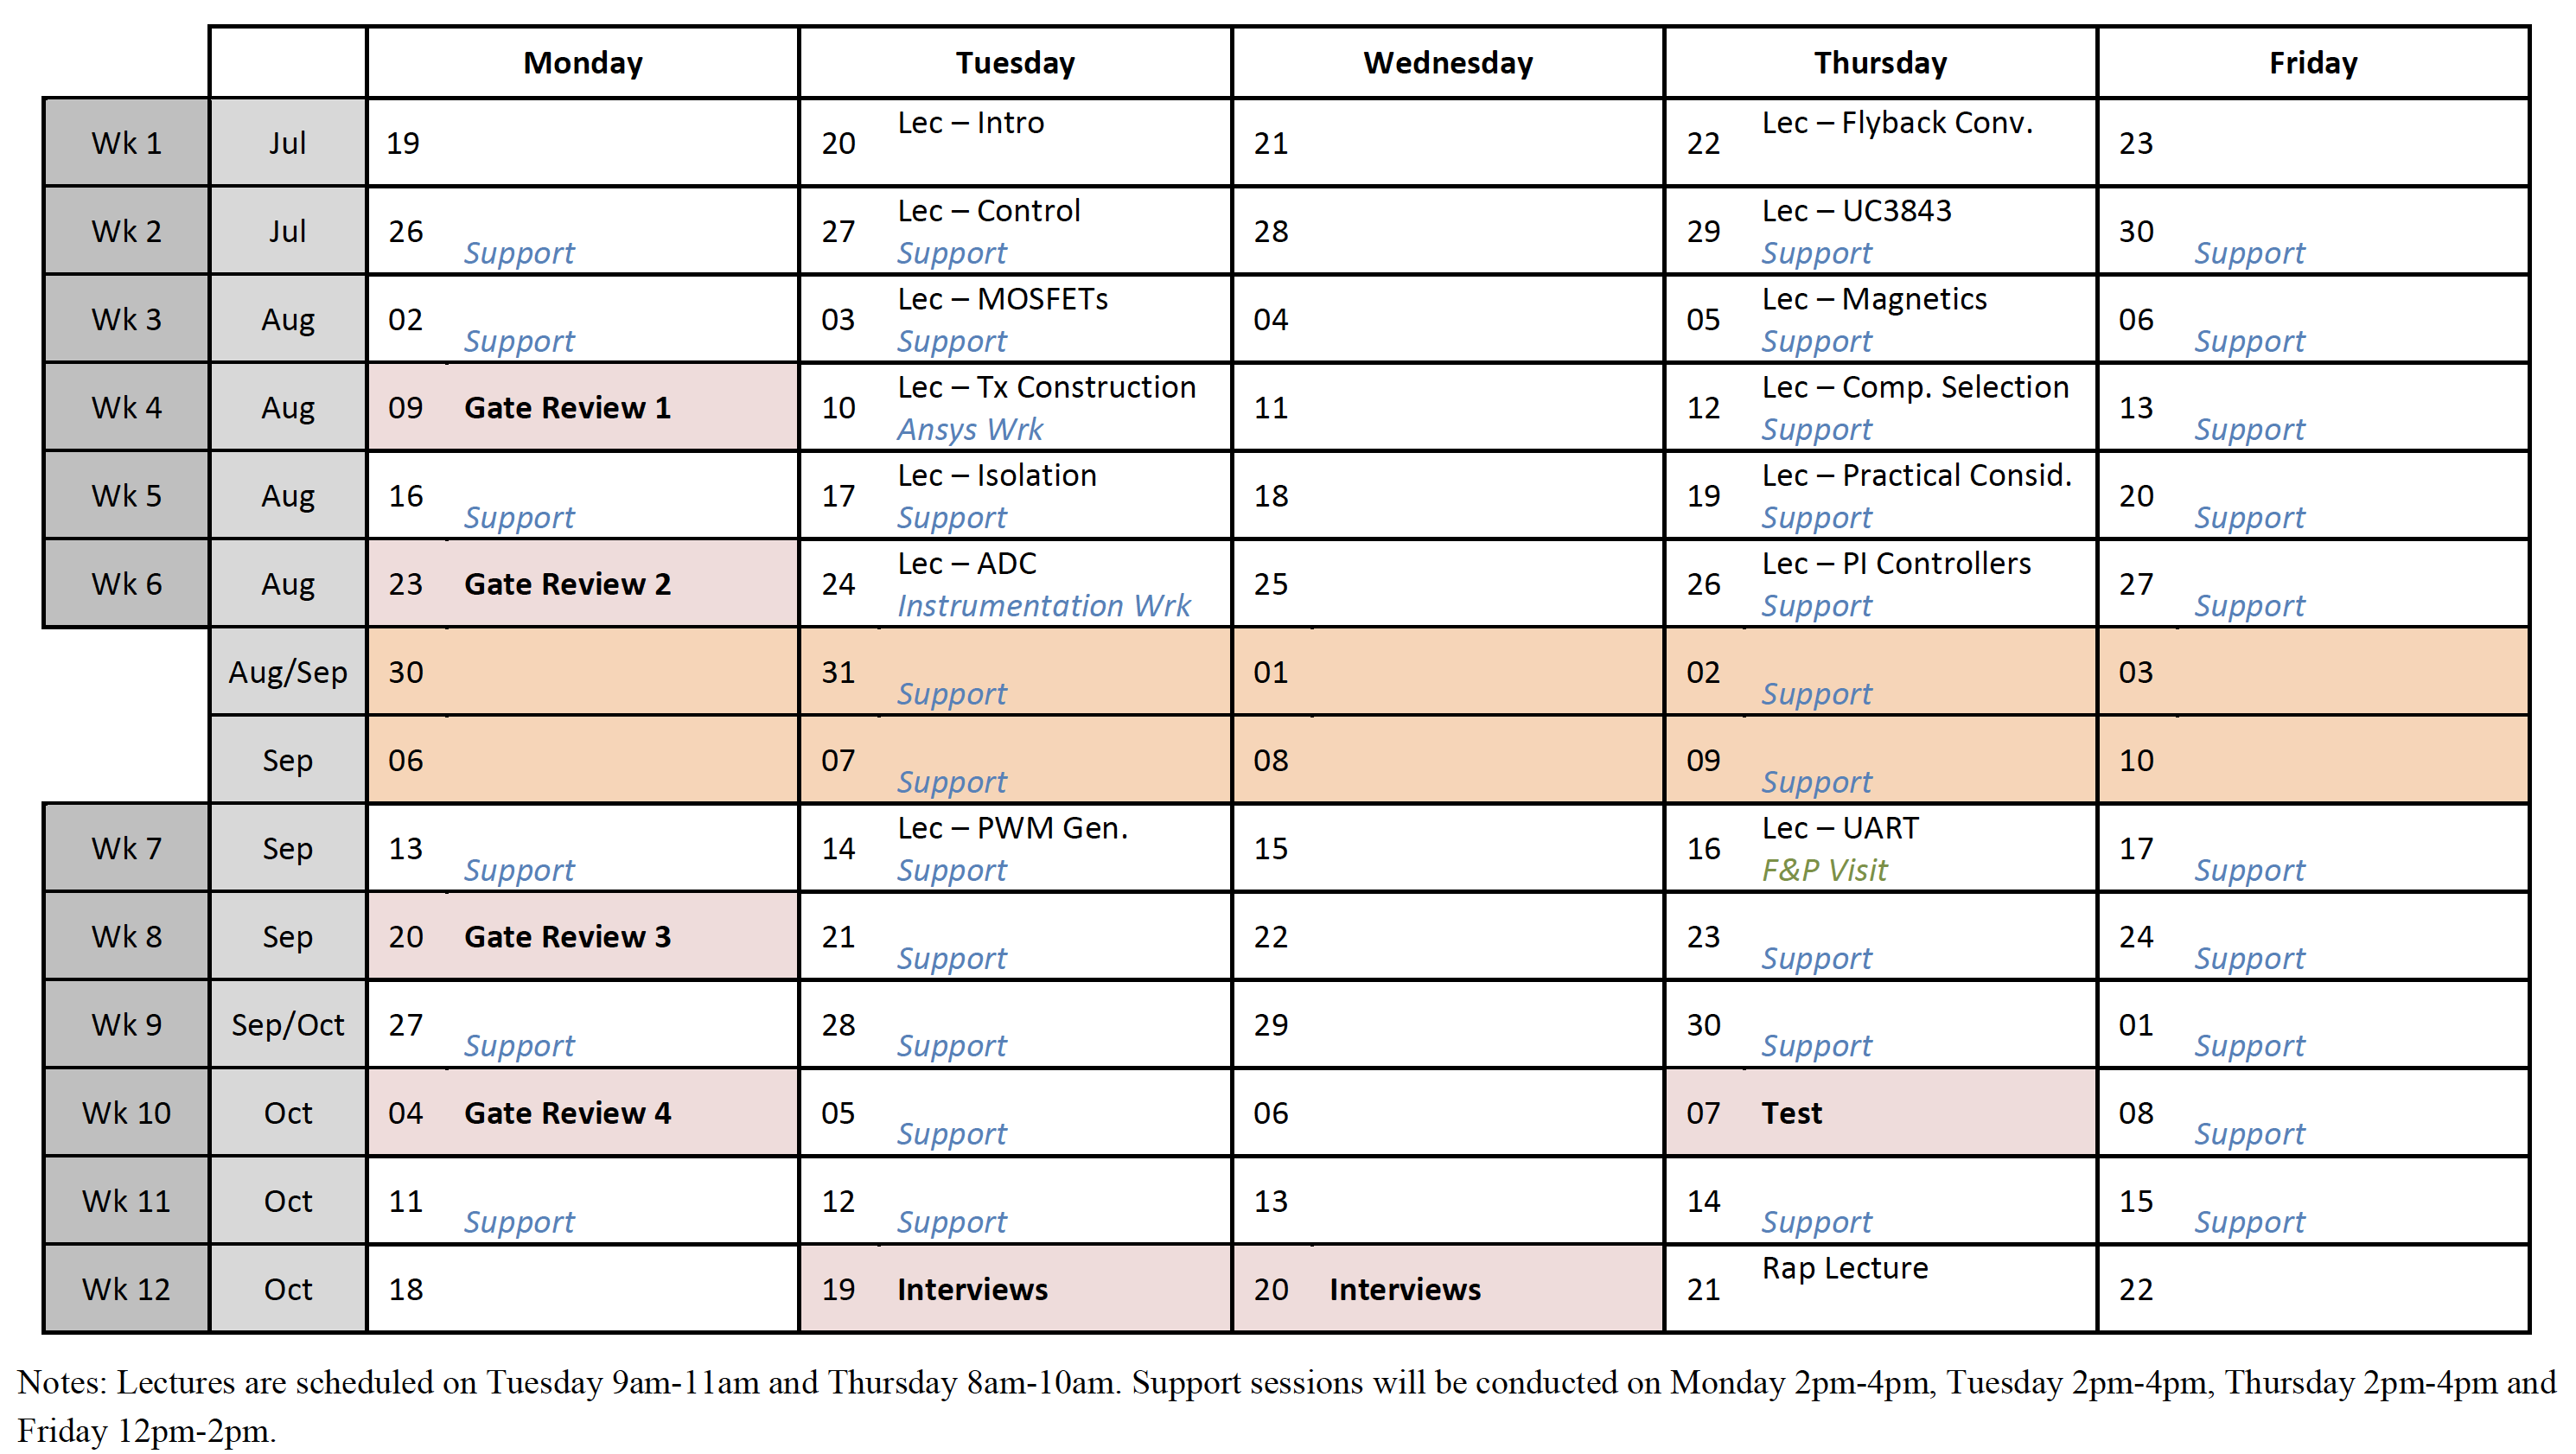 Monday Tuesday Wednesday Thursday Friday
Wk 1 Jul 19 20 Lec – Intro 21 22 Lec – Flyback Conv. 23
Wk 2 Jul 26 Support 27 Lec – Control Support 28 29 Lec – UC3843 Support 30 Support
Wk 3 Aug 02 Support 03 Lec – MOSFETs Support 04 05 Lec – Magnetics Support 06 Support
Wk 4 Aug 09 Gate Review 1 10 Lec – Tx Construction Ansys Wrk 11 12 Lec – Comp. Selection Support 13 Support
Wk 5 Aug 16 Support 17 Lec – Isolation Support 18 19 Lec – Practical Consid. Support 20 Support
Wk 6 Aug 23 Gate Review 2 24 Lec – ADC Instrumentation Wrk 25 26 Lec – PI Controllers Support 27 Support
Aug/Sep 30 31 Support 01 02 Support 03
Sep 06 07 Support 08 09 Support 10
Wk 7 Sep 13 Support 14 Lec – PWM Gen. Support 15 16 Lec – UART F&P Visit 17 Support
Wk 8 Sep 20 Gate Review 3 21 Support 22 23 Support 24 Support
Wk 9 Sep/Oct 27 Support 28 Support 29 30 Support 01 Support
Wk 10 Oct 04 Gate Review 4 05 Support 06 07 Test 08 Support
Wk 11 Oct 11 Support 12 Support 13 14 Support 15 Support
Wk 12 Oct 18 19 Interviews 20 Interviews 21 Rap Lecture 22
Notes: Lectures are scheduled on Tuesday 9am-11am and Thursday 8am-10am. Support sessions will be conducted on Monday 2pm-4pm, Tuesday 2pm-4pm, Thursday 2pm-4pm and
Friday 12pm-2pm.